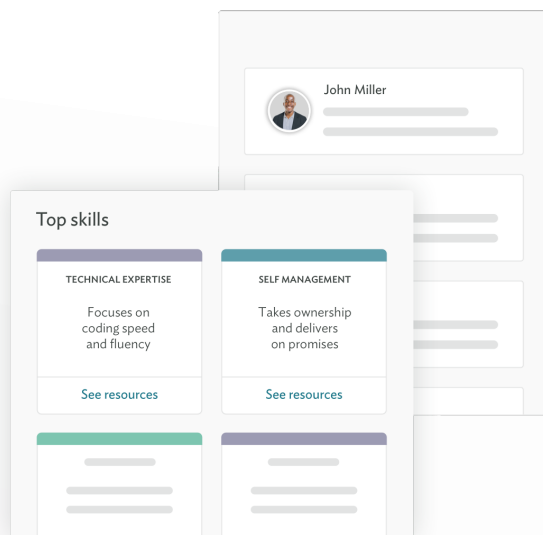 John Miller
Top skills
TECHNICAL EXPERTISE
Focuses on
coding speed
and fluency
See resources
SELF MANAGEMENT
Takes ownership
and delivers
on promises
See resources